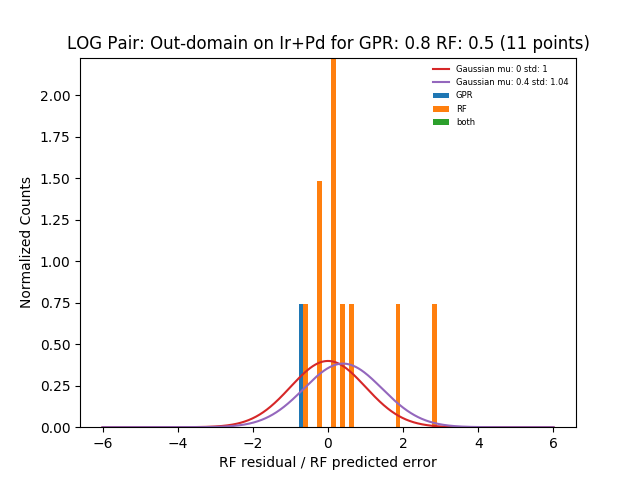 LOG Pair: Out-domain on Ir+Pd for GPR: 0.8 RF: 0.5 (11 points)
Gaussian mu: 0 std: 1
Gaussian mu: 0.4 std: 1.04
GPR
RF
both
Normalized Counts
2.00
1.75
1.50
1.25
1.00
0.75
0.50
0.25
0.00
−6 −4 −2 0 2 4 6
RF residual / RF predicted error